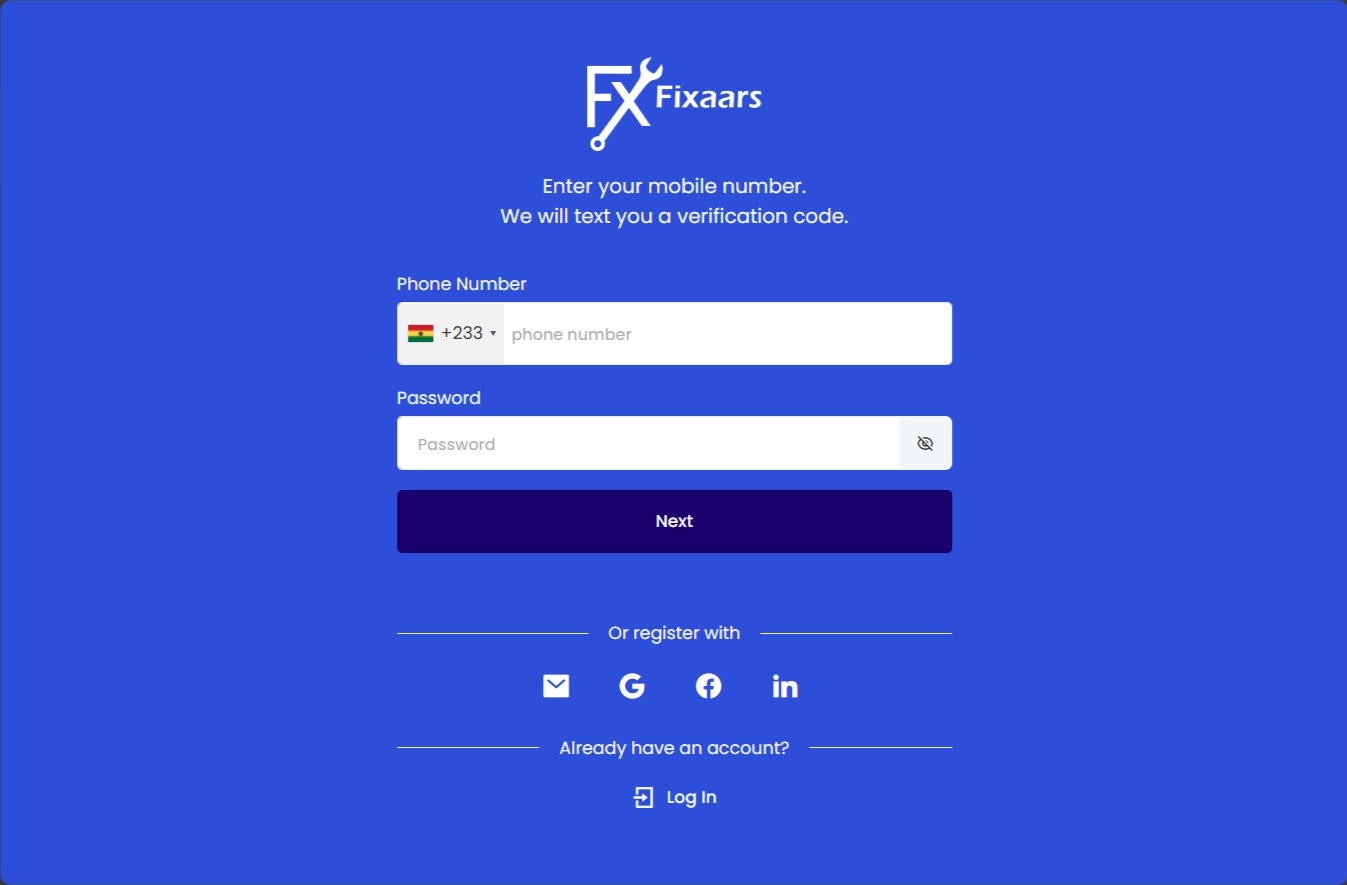 FX Fixaars
Enter your mobile number.
We will text you a verification code.
Phone Number
+233 phone number
Password
Password
Next
Or register with
Already have an account?
Log In